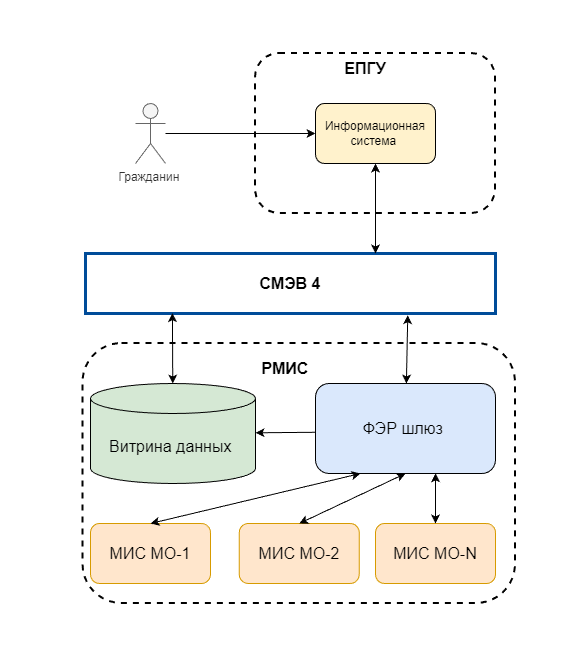 ЕПГУ
Информационная
система
Гражданин
СМЭВ 4
РМИС
Витрина данных
ФЭР шлюз
МИС МО-1
МИС МО-2
МИС МО-N